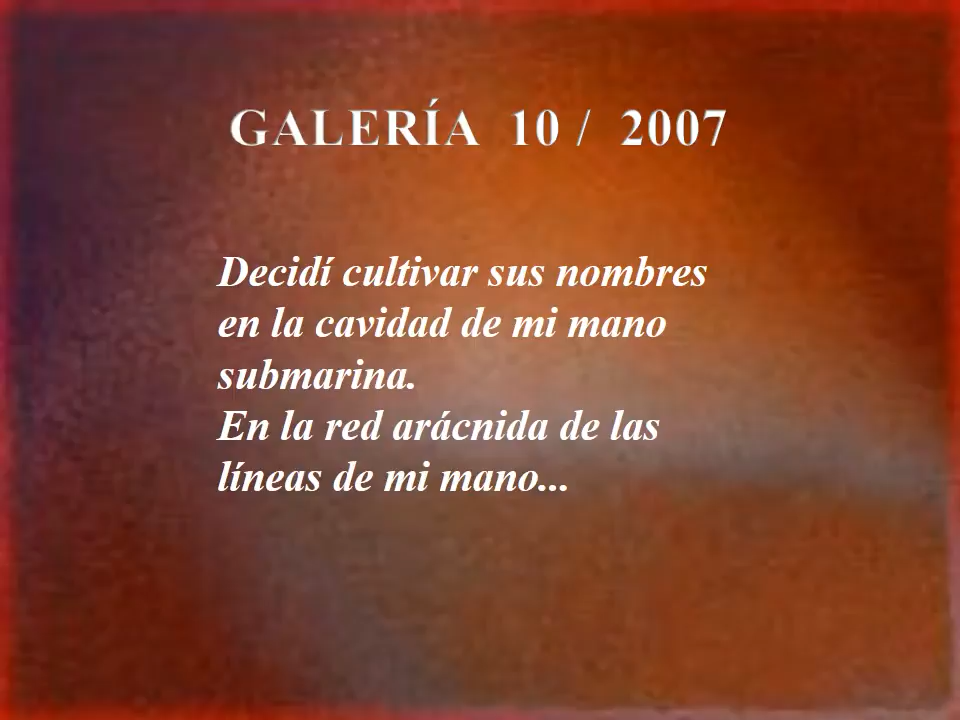 GALERÍA 10 / 2007
Decidí cultivar sus nombres
en la cavidad de mi mano
submarina.
En la red arácnida de las
líneas de mi mano...